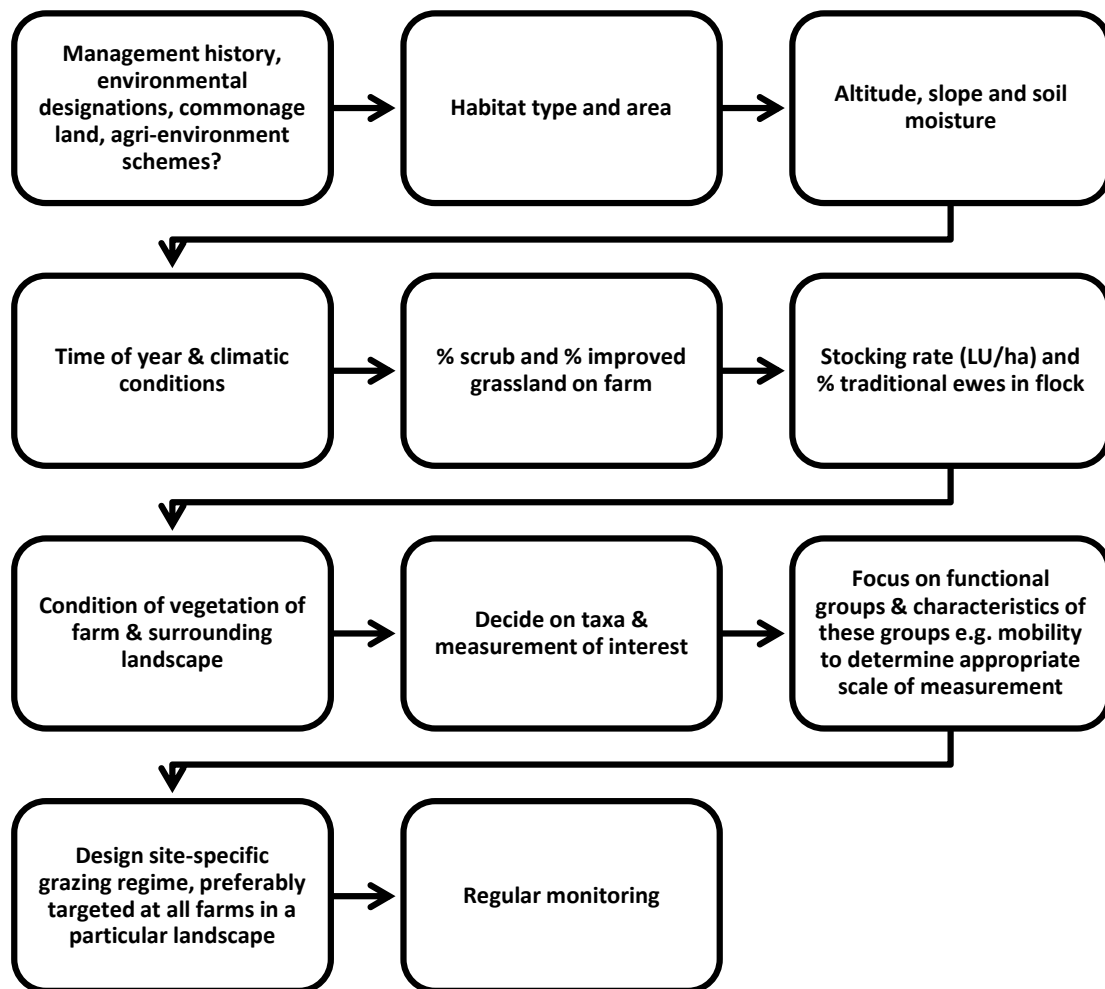 Management history,
environmental
designations, commonage
land, agri-environment
schemes?
Habitat type and area
Altitude, slope and soil
moisture
Time of year & climatic
conditions
% scrub and % improved
grassland on farm
Stocking rate (LU/ha) and
% traditional ewes in flock
Condition of vegetation of
farm & surrounding
landscape
Decide on taxa &
measurement of interest
Focus on functional
groups & characteristics of
these groups e.g. mobility
to determine appropriate
scale of measurement
Design site-specific
grazing regime, preferably
targeted at all farms in a
particular landscape
Regular monitoring